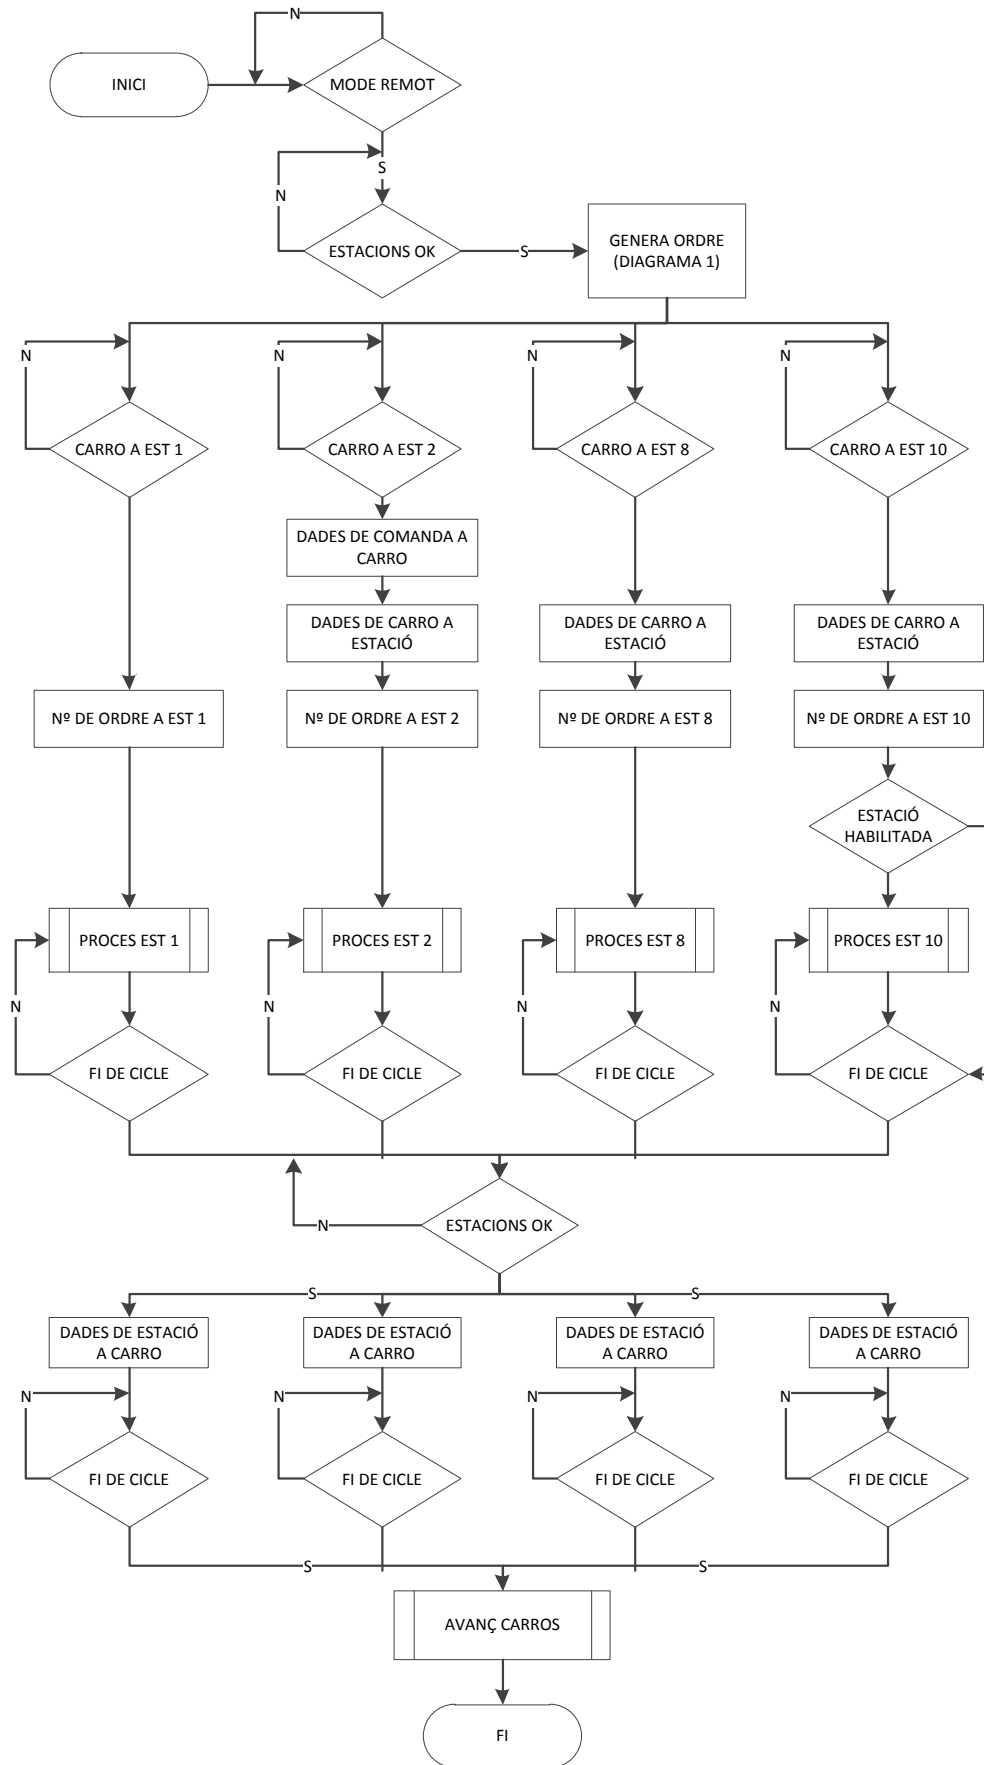 N
INICI
MODE REMOT
S
N
ESTACIONS OK
S
GENERA ORDRE
(DIAGRAMA 1)
N
N
N
N
CARRO A EST 1
CARRO A EST 2
CARRO A EST 8
CARRO A EST 10
DADES DE COMANDA A
CARRO
DADES DE CARRO A
ESTACIÓ
DADES DE CARRO A
ESTACIÓ
DADES DE CARRO A
ESTACIÓ
Nº DE ORDRE A EST 1
Nº DE ORDRE A EST 2
Nº DE ORDRE A EST 8
Nº DE ORDRE A EST 10
ESTACIÓ
HABILITADA
PROCES EST 1
PROCES EST 2
PROCES EST 8
PROCES EST 10
N
N
N
N
FI DE CICLE
FI DE CICLE
FI DE CICLE
FI DE CICLE
N
ESTACIONS OK
S
S
DADES DE ESTACIÓ
A CARRO
DADES DE ESTACIÓ
A CARRO
DADES DE ESTACIÓ
A CARRO
DADES DE ESTACIÓ
A CARRO
N
N
N
N
FI DE CICLE
FI DE CICLE
FI DE CICLE
FI DE CICLE
S
S
AVANÇ CARROS
FI